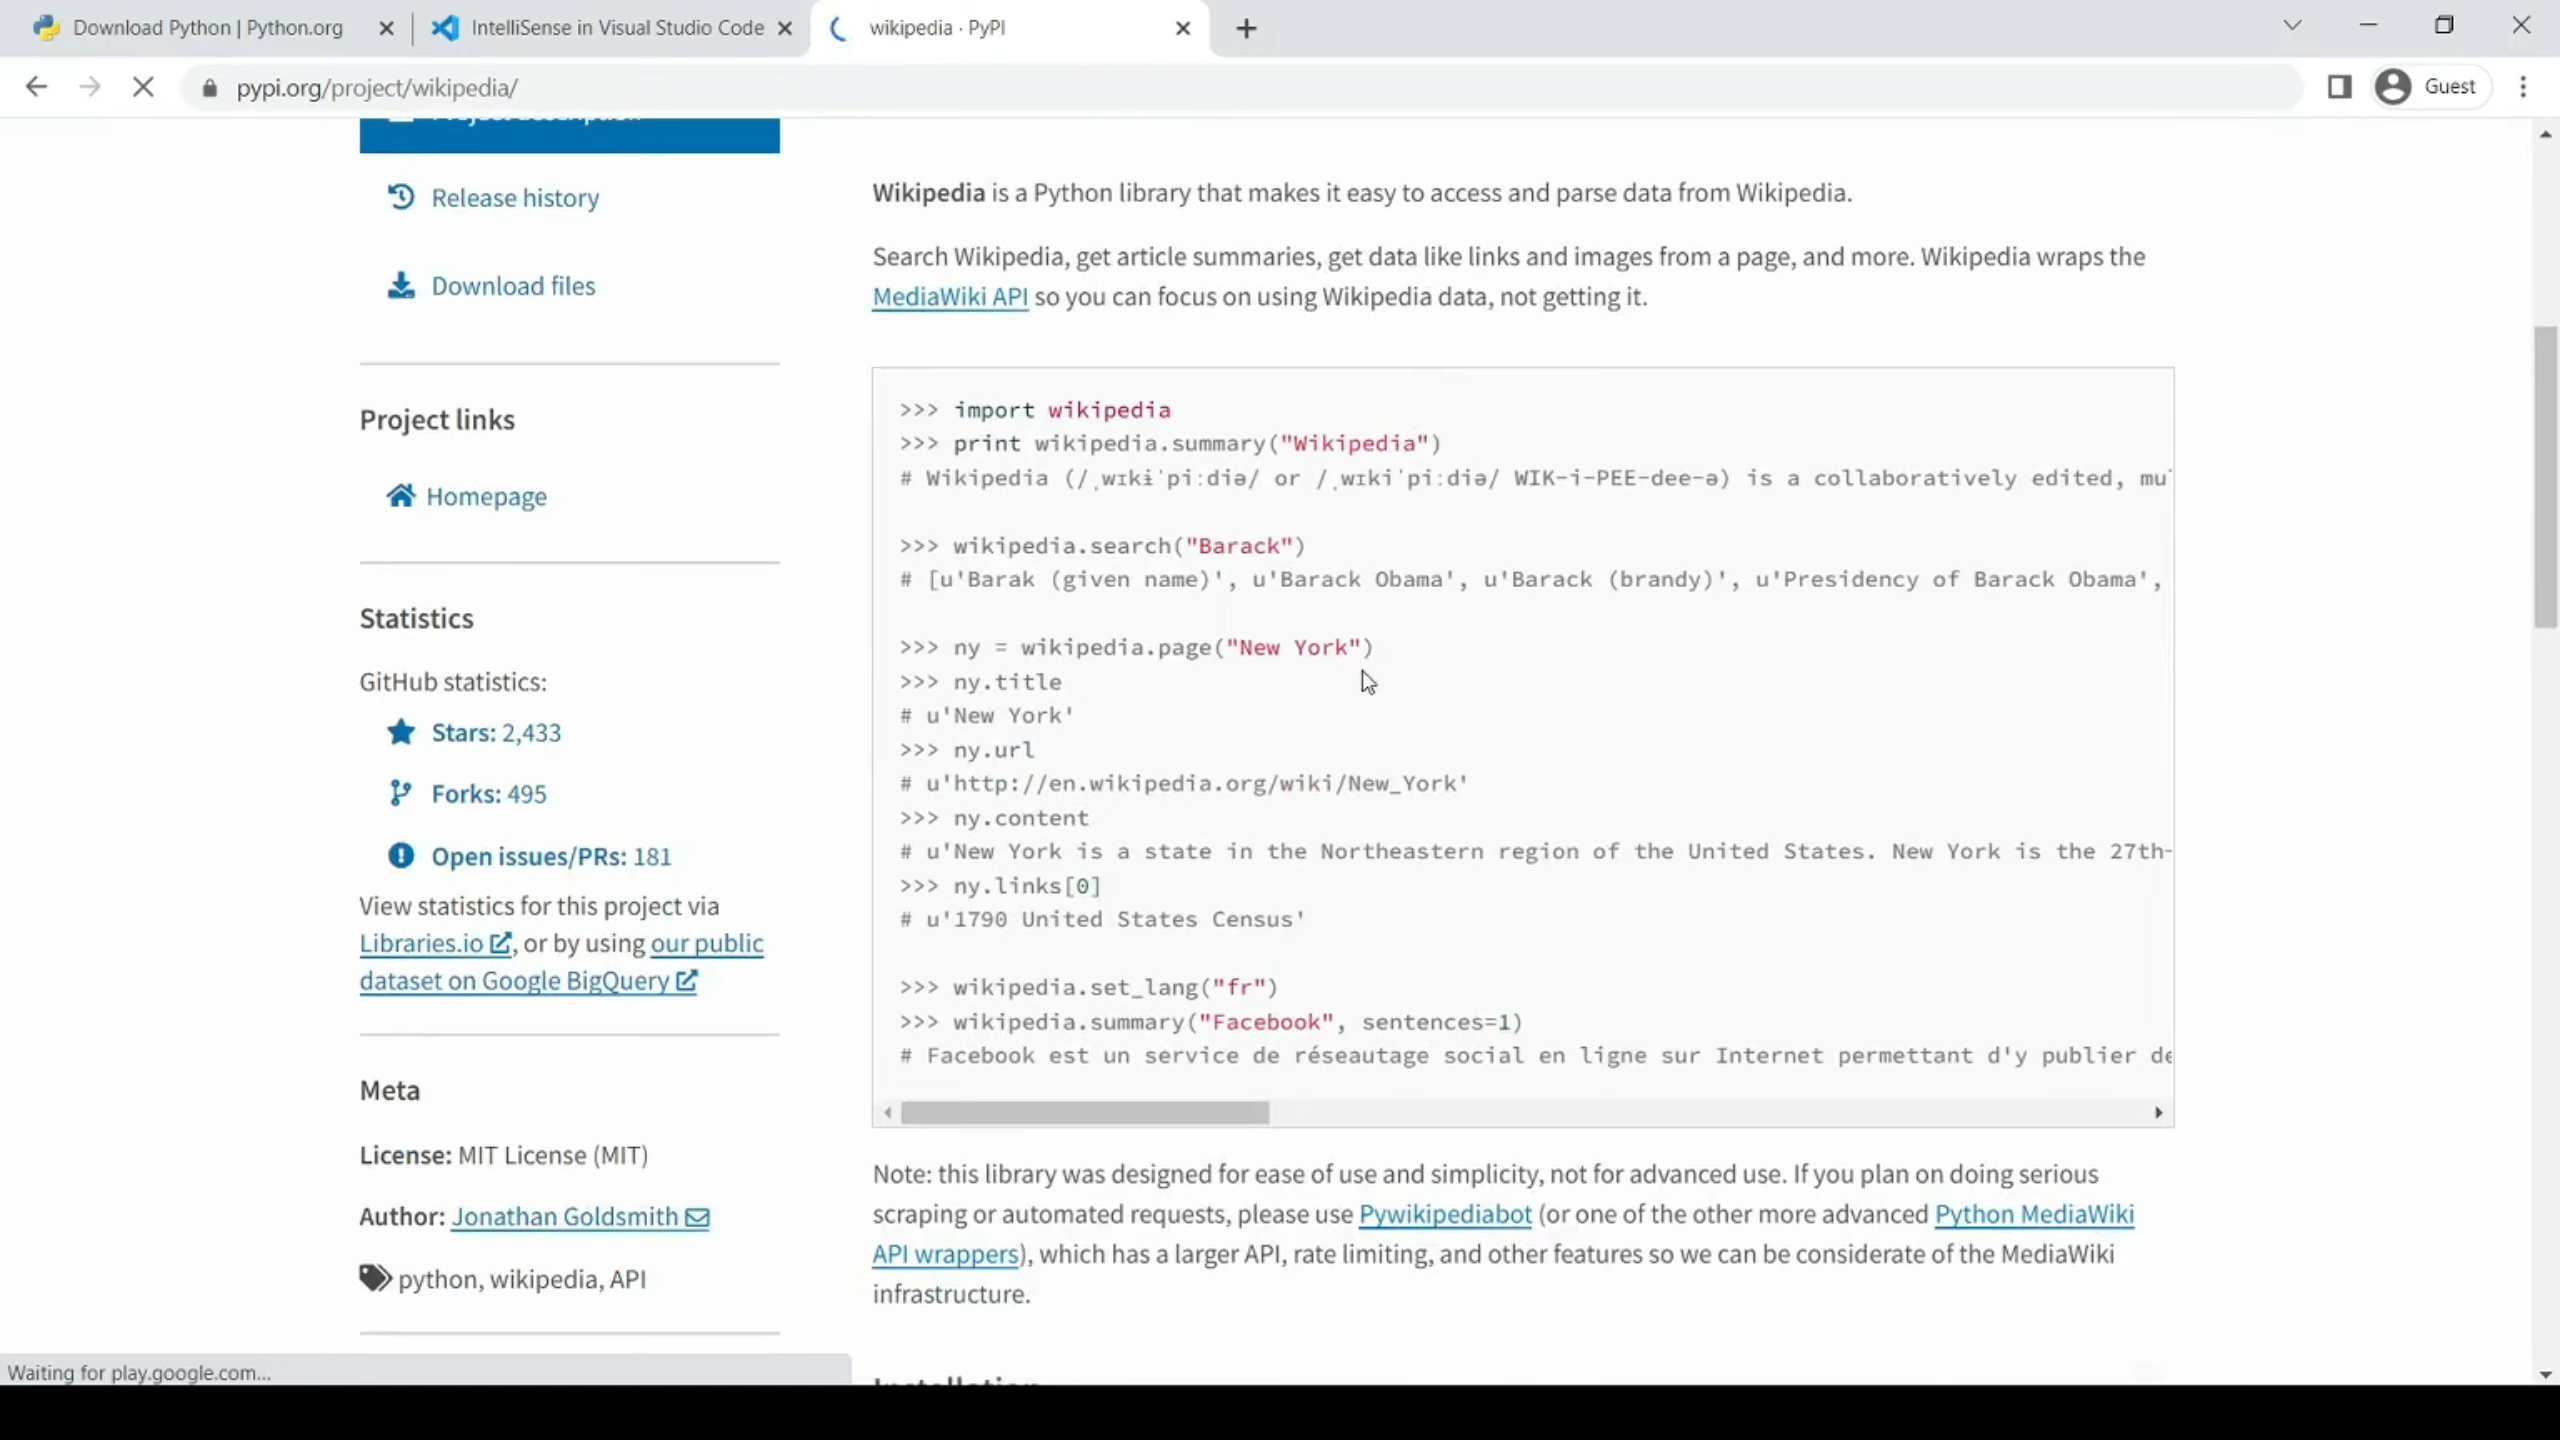 Download Python | Python.org
IntelliSense in Visual Studio Code
wikipedia · PyPI
pypi.org/project/wikipedia/
Guest
Project description
Release history
Download files
Project links
Homepage
Statistics
GitHub statistics:
Stars: 2,433
Forks: 495
Open issues/PRs: 181
View statistics for this project via
Libraries.io, or by using our public
dataset on Google BigQuery
Meta
License: MIT License (MIT)
Author: Jonathan Goldsmith
python, wikipedia, API
Wikipedia is a Python library that makes it easy to access and parse data from Wikipedia.
Search Wikipedia, get article summaries, get data like links and images from a page, and more. Wikipedia wraps the
MediaWiki API so you can focus on using Wikipedia data, not getting it.
>>> import wikipedia
>>> print wikipedia.summary("Wikipedia")
# Wikipedia (/ˌwɪkɨˈpiːdiə/ or /ˌwɪkiˈpiːdiə/ WIK-i-PEE-dee-ə) is a collaboratively edited, mu
>>> wikipedia.search("Barack")
# [u'Barak (given name)', u'Barack Obama', u'Barack (brandy)', u'Presidency of Barack Obama',
>>> ny = wikipedia.page("New York")
>>> ny.title
# u'New York'
>>> ny.url
# u'http://en.wikipedia.org/wiki/New_York'
>>> ny.content
# u'New York is a state in the Northeastern region of the United States. New York is the 27th-
>>> ny.links[0]
# u'1790 United States Census'
>>> wikipedia.set_lang("fr")
>>> wikipedia.summary("Facebook", sentences=1)
# Facebook est un service de réseautage social en ligne sur Internet permettant d'y publier de
Note: this library was designed for ease of use and simplicity, not for advanced use. If you plan on doing serious
scraping or automated requests, please use Pywikipediabot (or one of the other more advanced Python MediaWiki
API wrappers), which has a larger API, rate limiting, and other features so we can be considerate of the MediaWiki
infrastructure.
Installation
Waiting for play.google.com...